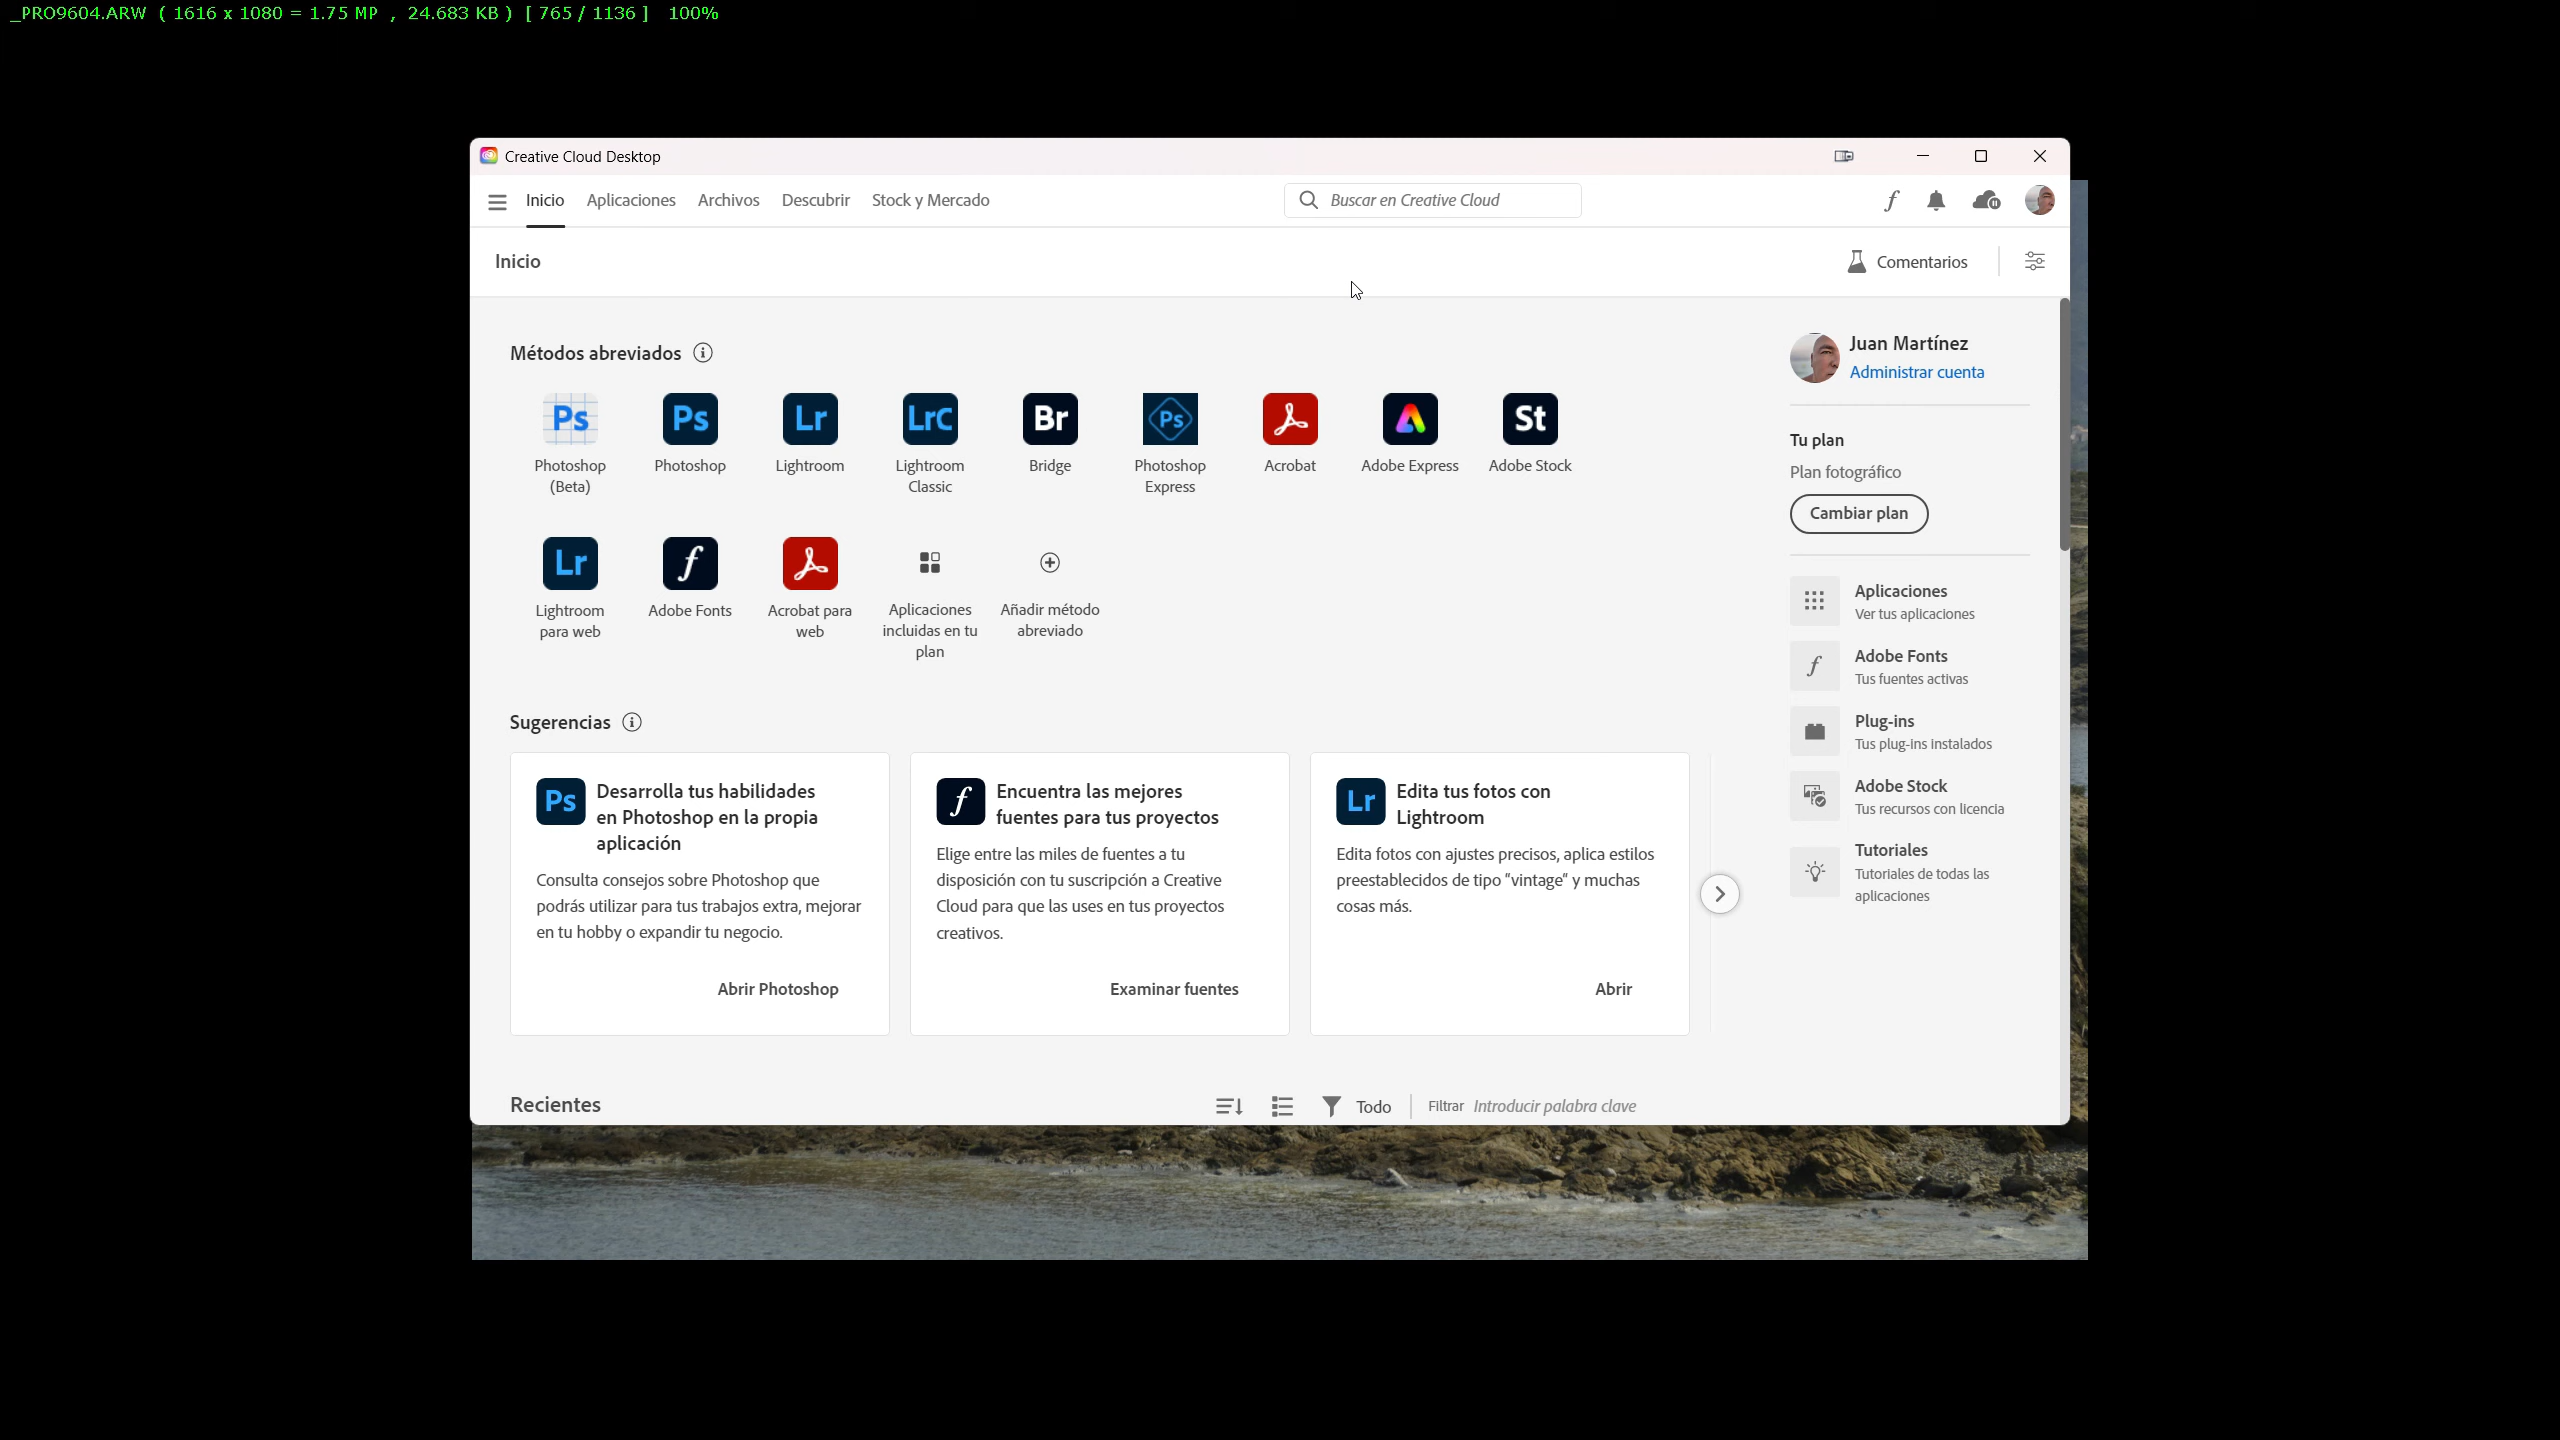 _PRO9604.ARW ( 1616 x 1080 = 1.75 MP , 24.683 KB ) [ 765 / 1136 ] 100%
Creative Cloud Desktop
Inicio Aplicaciones Archivos Descubrir Stock y Mercado Buscar en Creative Cloud
Inicio
Comentarios
Métodos abreviados
Ps Ps Lr LrC Br Ps St
Photoshop (Beta)
Photoshop
Lightroom
Lightroom Classic
Bridge
Photoshop Express
Acrobat
Adobe Express
Adobe Stock
Lr f
Lightroom para web
Adobe Fonts
Acrobat para web
Aplicaciones incluidas en tu plan
Añadir método abreviado
Sugerencias
Ps
Desarrolla tus habilidades
en Photoshop en la propia
aplicación
Consulta consejos sobre Photoshop que
podrás utilizar para tus trabajos extra, mejorar
en tu hobby o expandir tu negocio.
Abrir Photoshop
f
Encuentra las mejores
fuentes para tus proyectos
Elige entre las miles de fuentes a tu
disposición con tu suscripción a Creative
Cloud para que las uses en tus proyectos
creativos.
Examinar fuentes
Lr
Edita tus fotos con
Lightroom
Edita fotos con ajustes precisos, aplica estilos
preestablecidos de tipo "vintage" y muchas
cosas más.
Abrir
Recientes
Todo
Filtrar Introducir palabra clave
Juan Martínez
Administrar cuenta
Tu plan
Plan fotográfico
Cambiar plan
Aplicaciones
Ver tus aplicaciones
Adobe Fonts
Tus fuentes activas
Plug-ins
Tus plug-ins instalados
Adobe Stock
Tus recursos con licencia
Tutoriales
Tutoriales de todas las
aplicaciones